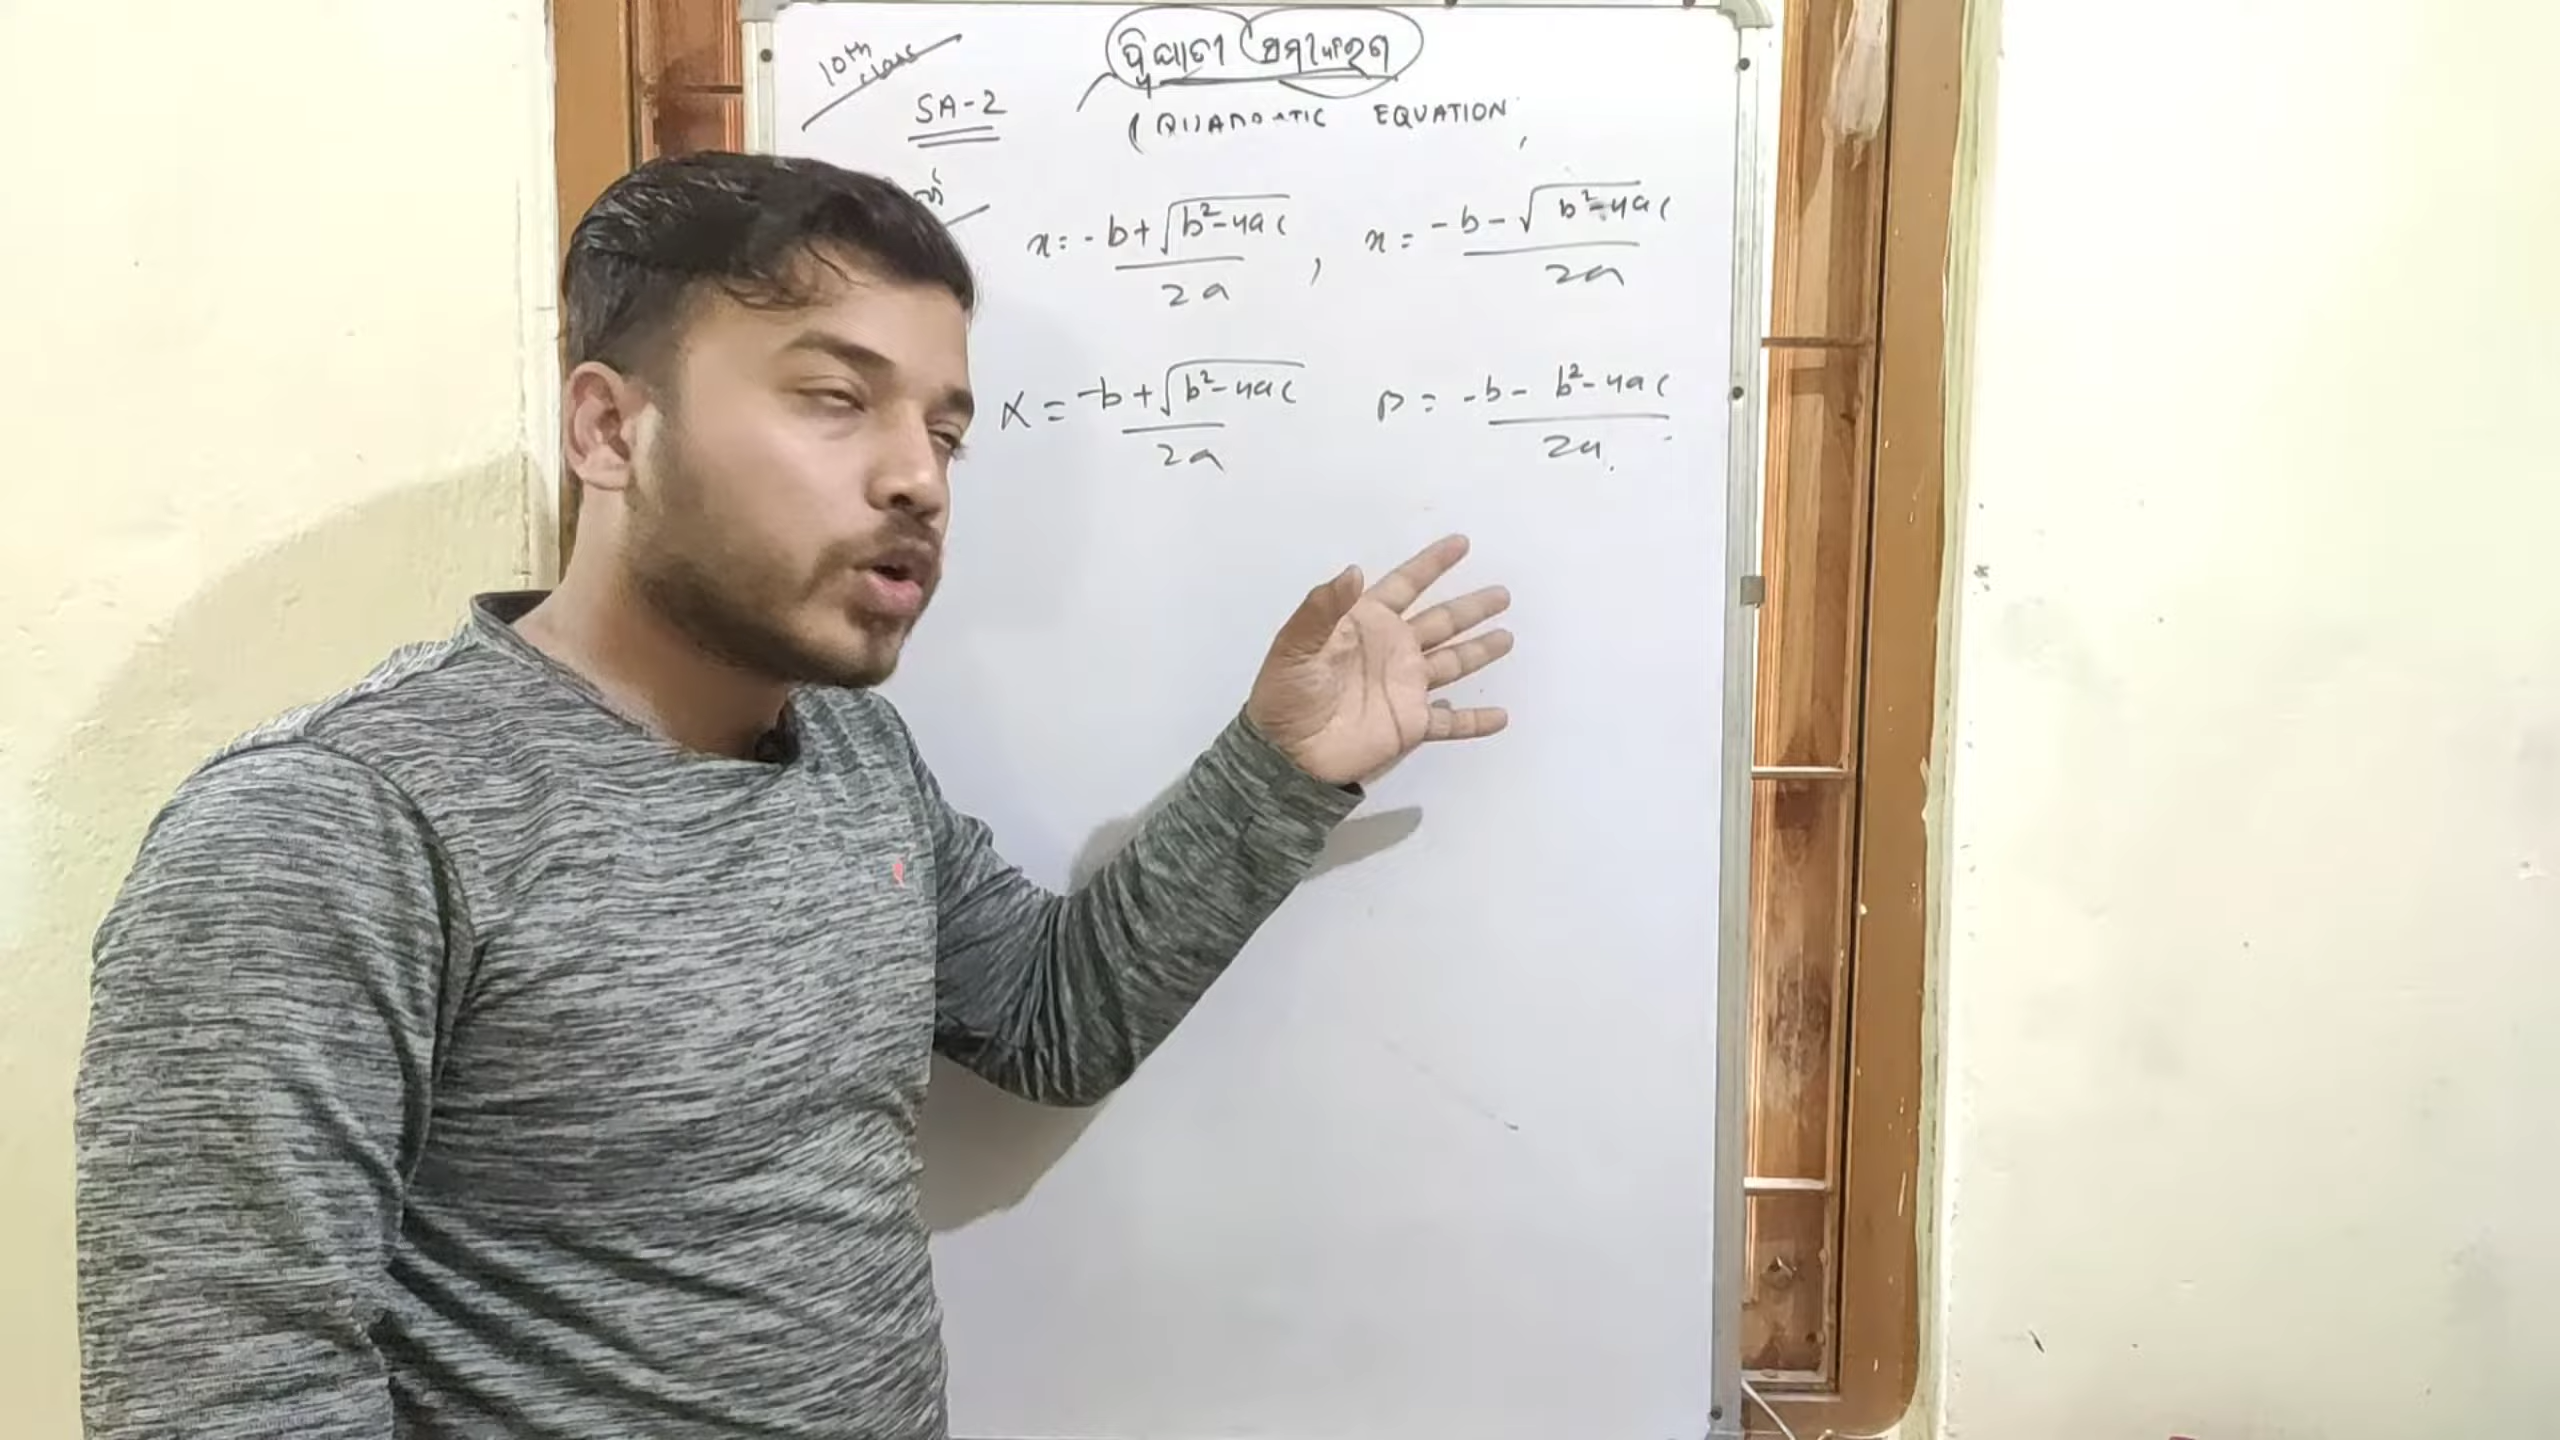 10th class
ଦ୍ଵିଘାତୀ ସମୀକରଣ
SA-2
(QUADRATIC EQUATION)
x = -b+√b²-4ac / 2a , x = -b-√b²-4ac / 2a
α = -b+√b²-4ac / 2a β = -b- b²-4ac / 2a.